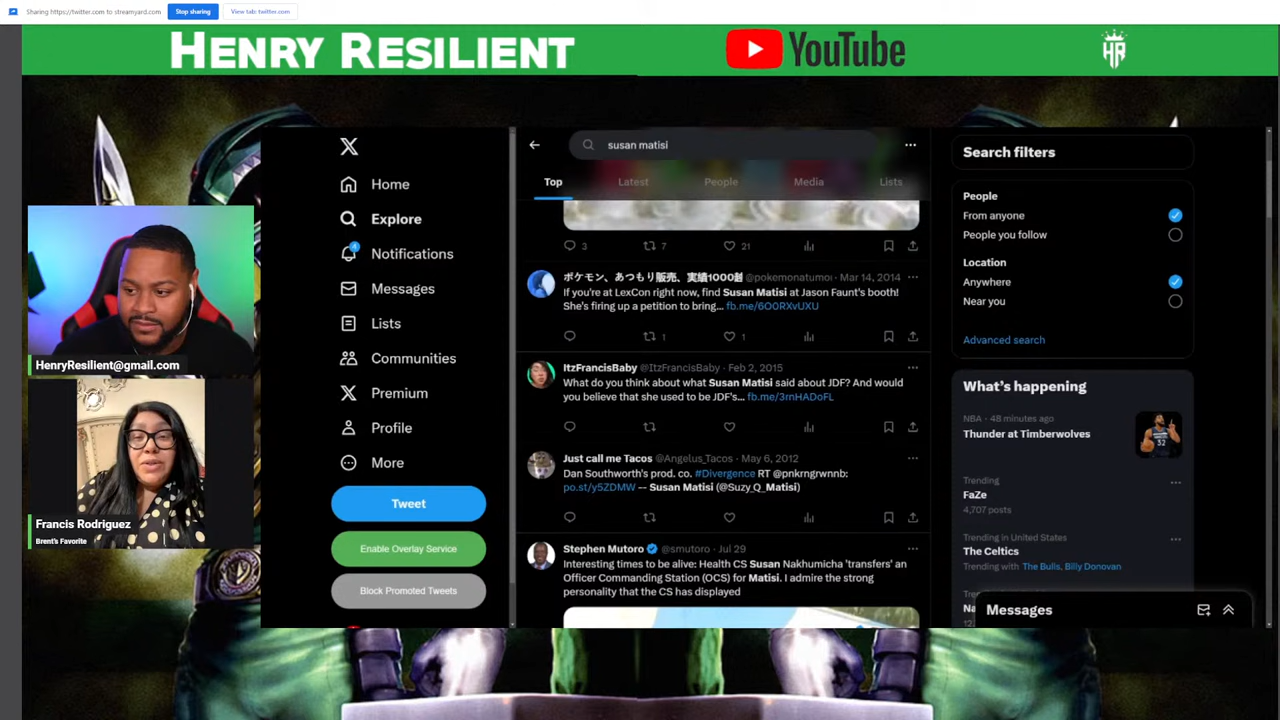 Sharing https://twitter.com to streamyard.com
Stop sharing
View tab: twitter.com
HENRY RESILIENT
YouTube
HR
HenryResilient@gmail.com
Francis Rodriguez
Brent's Favorite
Home
Explore
4
Notifications
Messages
Lists
Communities
Premium
Profile
More
Tweet
Enable Overlay Service
Block Promoted Tweets
susan matisi
Top
Latest
People
Media
Lists
3
7
21
ポケモン、あつもり販売、実績1000 @pokemonatumori Mar 14, 2014
If you're at LexCon right now, find Susan Matisi at Jason Faunt's booth!
She's firing up a petition to bring... fb.me/6O0RXvUXU
1
1
ItzFrancisBaby @ItzFrancisBaby · Feb 2, 2015
What do you think about what Susan Matisi said about JDF? And would
you believe that she used to be JDF's... fb.me/3rnHADoFL
Just call me Tacos @Angelus_Tacos · May 6, 2012
Dan Southworth's prod. co. #Divergence RT @pnkrngrwnnb:
po.st/y5ZDMW -- Susan Matisi (@Suzy_Q_Matisi)
Stephen Mutoro @smutoro · Jul 29
Interesting times to be alive: Health CS Susan Nakhumicha 'transfers' an
Officer Commanding Station (OCS) for Matisi. I admire the strong
personality that the CS has displayed
Search filters
People
From anyone
People you follow
Location
Anywhere
Near you
Advanced search
What's happening
NBA · 48 minutes ago
Thunder at Timberwolves
Trending
FaZe
4,707 posts
Trending in United States
The Celtics
Trending with The Bulls, Billy Donovan
Messages